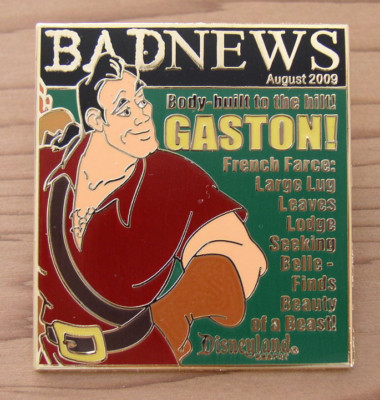 BADNEWS
August 2009
Body-built to the hilt!
GASTON!
French Farce:
Large Lug
Leaves
Lodge
Seeking
Belle -
Finds
Beauty
of a Beast!
Disneyland